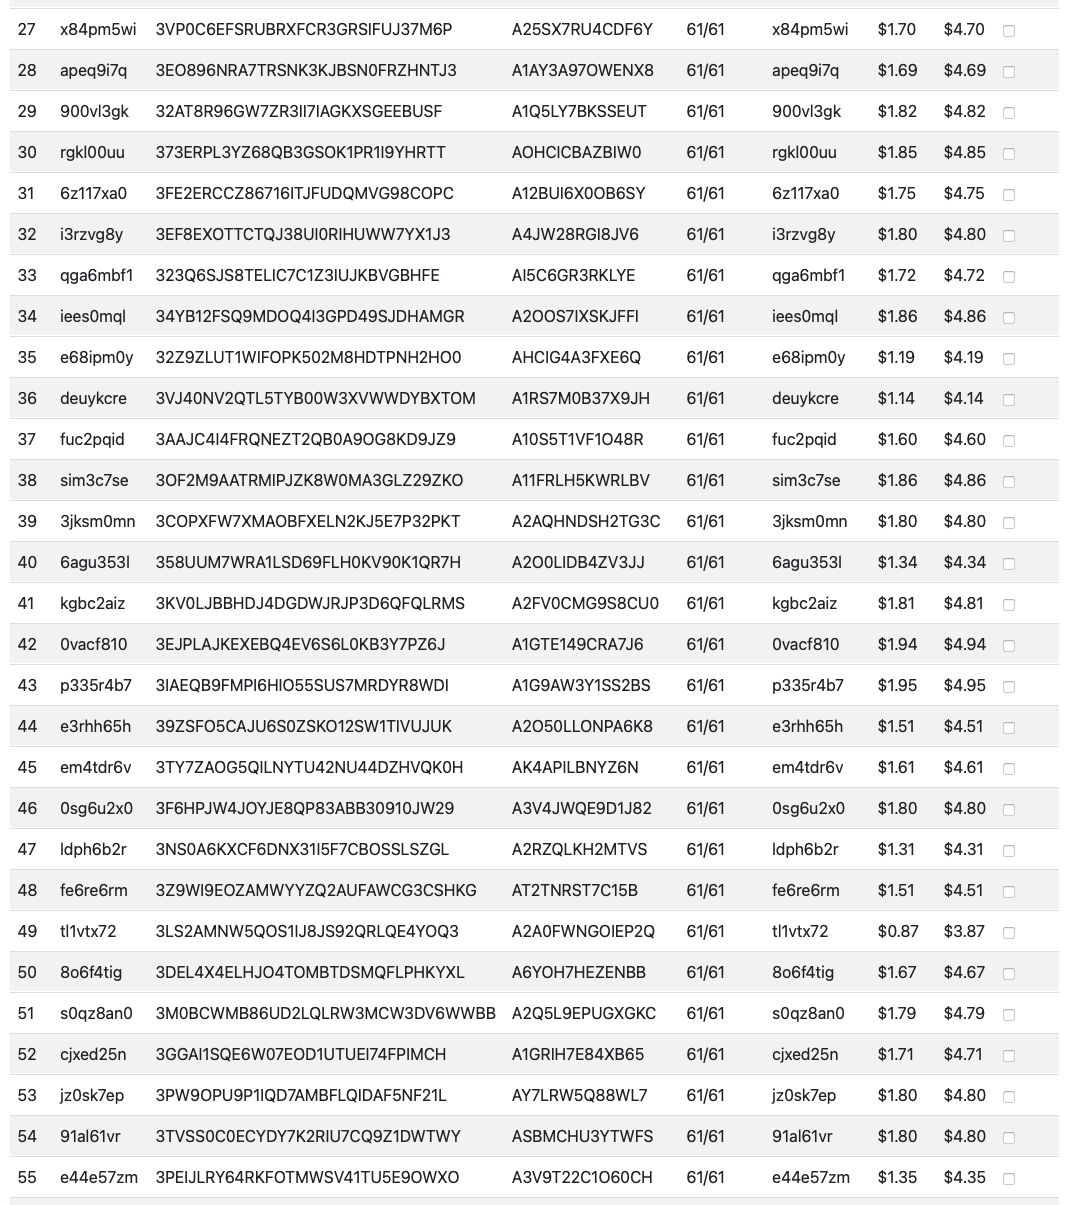 27 x84pm5wi 3VP0C6EFSRUBRXFCR3GRSIFUJ37M6P A25SX7RU4CDF6Y 61/61 x84pm5wi $1.70 $4.70
28 apeq9i7q 3EO896NRA7TRSNK3KJBSN0FRZHNTJ3 A1AY3A97OWENX8 61/61 apeq9i7q $1.69 $4.69
29 900vl3gk 32AT8R96GW7ZR3II7IAGKXSGEEBUSF A1Q5LY7BKSSEUT 61/61 900vl3gk $1.82 $4.82
30 rgkl00uu 373ERPL3YZ68QB3GSOK1PR1I9YHRTT AOHCICBAZBIW0 61/61 rgkl00uu $1.85 $4.85
31 6z117xa0 3FE2ERCCZ86716ITJFUDQMVG98COPC A12BUI6X0OB6SY 61/61 6z117xa0 $1.75 $4.75
32 i3rzvg8y 3EF8EXOTTCTQJ38UI0RIHUWW7YX1J3 A4JW28RGI8JV6 61/61 i3rzvg8y $1.80 $4.80
33 qga6mbf1 323Q6SJS8TELIC7C1Z3IUJKBVGBHFE AI5C6GR3RKLYE 61/61 qga6mbf1 $1.72 $4.72
34 iees0mql 34YB12FSQ9MDOQ4I3GPD49SJDHAMGR A2OOS7IXSKJFFI 61/61 iees0mql $1.86 $4.86
35 e68ipm0y 32Z9ZLUT1WIFOPK502M8HDTPNH2HO0 AHCIG4A3FXE6Q 61/61 e68ipm0y $1.19 $4.19
36 deuykcre 3VJ40NV2QTL5TYB00W3XVWWDYBXTOM A1RS7M0B37X9JH 61/61 deuykcre $1.14 $4.14
37 fuc2pqid 3AAJC4I4FRQNEZT2QB0A9OG8KD9JZ9 A10S5T1VF1O48R 61/61 fuc2pqid $1.60 $4.60
38 sim3c7se 3OF2M9AATRMIPJZK8W0MA3GLZ29ZKO A11FRLH5KWRLBV 61/61 sim3c7se $1.86 $4.86
39 3jksm0mn 3COPXFW7XMAOBFXELN2KJ5E7P32PKT A2AQHNDSH2TG3C 61/61 3jksm0mn $1.80 $4.80
40 6agu353l 358UUM7WRA1LSD69FLH0KV90K1QR7H A2O0LIDB4ZV3JJ 61/61 6agu353l $1.34 $4.34
41 kgbc2aiz 3KV0LJBBHDJ4DGDWJRJP3D6QFQLRMS A2FV0CMG9S8CU0 61/61 kgbc2aiz $1.81 $4.81
42 0vacf810 3EJPLAJKEXEBQ4EV6S6L0KB3Y7PZ6J A1GTE149CRA7J6 61/61 0vacf810 $1.94 $4.94
43 p335r4b7 3IAEQB9FMPI6HIO55SUS7MRDYR8WDI A1G9AW3Y1SS2BS 61/61 p335r4b7 $1.95 $4.95
44 e3rhh65h 39ZSFO5CAJU6S0ZSKO12SW1TIVUJUK A2O50LLONPA6K8 61/61 e3rhh65h $1.51 $4.51
45 em4tdr6v 3TY7ZAOG5QILNYTU42NU44DZHVQK0H AK4APILBNYZ6N 61/61 em4tdr6v $1.61 $4.61
46 0sg6u2x0 3F6HPJW4JOYJE8QP83ABB30910JW29 A3V4JWQE9D1J82 61/61 0sg6u2x0 $1.80 $4.80
47 ldph6b2r 3NS0A6KXCF6DNX31I5F7CBOSSLSZGL A2RZQLKH2MTVS 61/61 ldph6b2r $1.31 $4.31
48 fe6re6rm 3Z9WI9EOZAMWYYZQ2AUFAWCG3CSHKG AT2TNRST7C15B 61/61 fe6re6rm $1.51 $4.51
49 tl1vtx72 3LS2AMNW5QOS1IJ8JS92QRLQE4YOQ3 A2A0FWNGOIEP2Q 61/61 tl1vtx72 $0.87 $3.87
50 8o6f4tig 3DEL4X4ELHJO4TOMBTDSMQFLPHKYXL A6YOH7HEZENBB 61/61 8o6f4tig $1.67 $4.67
51 s0qz8an0 3M0BCWMB86UD2LQLRW3MCW3DV6WWBB A2Q5L9EPUGXGKC 61/61 s0qz8an0 $1.79 $4.79
52 cjxed25n 3GGAI1SQE6W07EOD1UTUEI74FPIMCH A1GRIH7E84XB65 61/61 cjxed25n $1.71 $4.71
53 jz0sk7ep 3PW9OPU9P1IQD7AMBFLQIDAF5NF21L AY7LRW5Q88WL7 61/61 jz0sk7ep $1.80 $4.80
54 91al61vr 3TVSS0C0ECYDY7K2RIU7CQ9Z1DWTWY ASBMCHU3YTWFS 61/61 91al61vr $1.80 $4.80
55 e44e57zm 3PEIJLRY64RKFOTMWSV41TU5E9OWXO A3V9T22C1O60CH 61/61 e44e57zm $1.35 $4.35